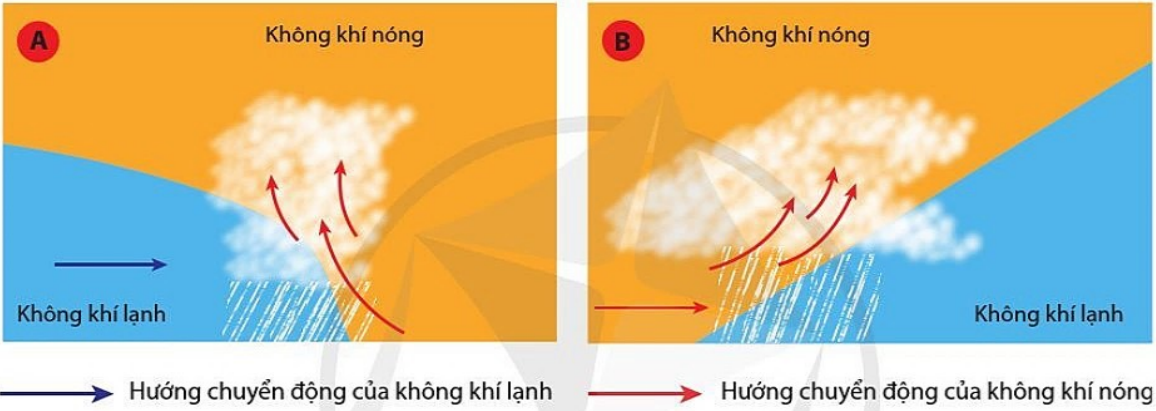 A
Không khí nóng
Không khí lạnh
B
Không khí nóng
Không khí lạnh
Hướng chuyển động của không khí lạnh
Hướng chuyển động của không khí nóng